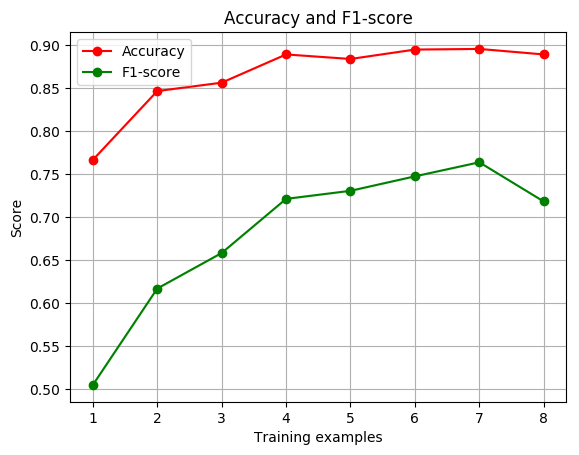 Accuracy and F1-score
Accuracy
F1-score
Score
0.90
0.85
0.80
0.75
0.70
0.65
0.60
0.55
0.50
1 2 3 4 5 6 7 8
Training examples